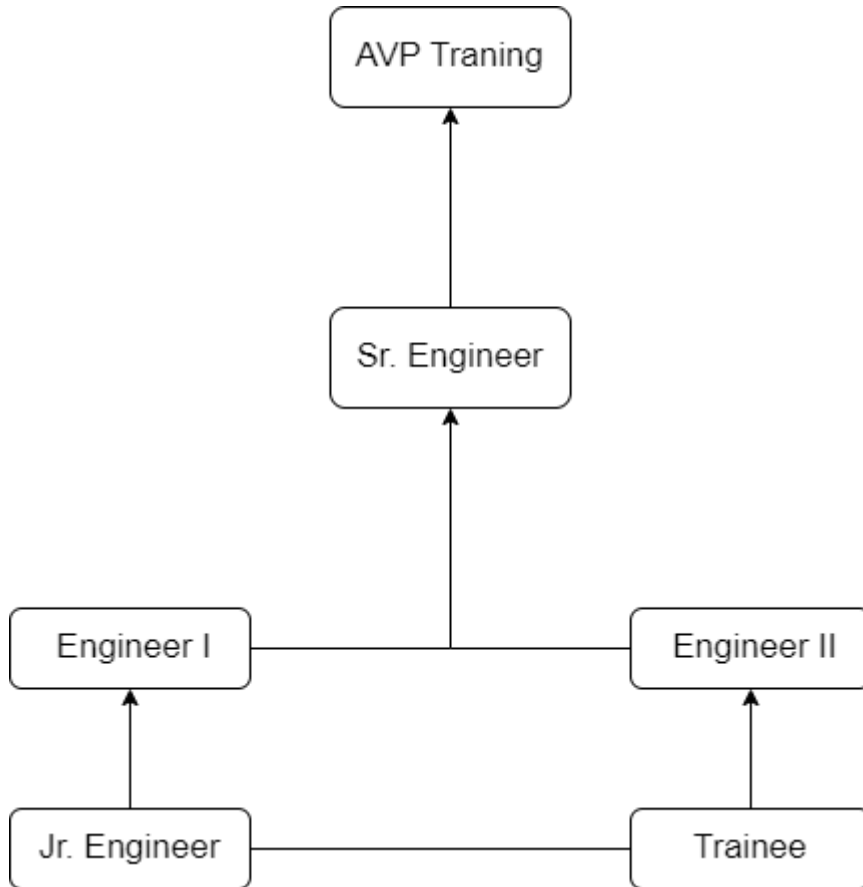 AVP Traning
Sr. Engineer
Engineer I
Engineer II
Jr. Engineer
Trainee